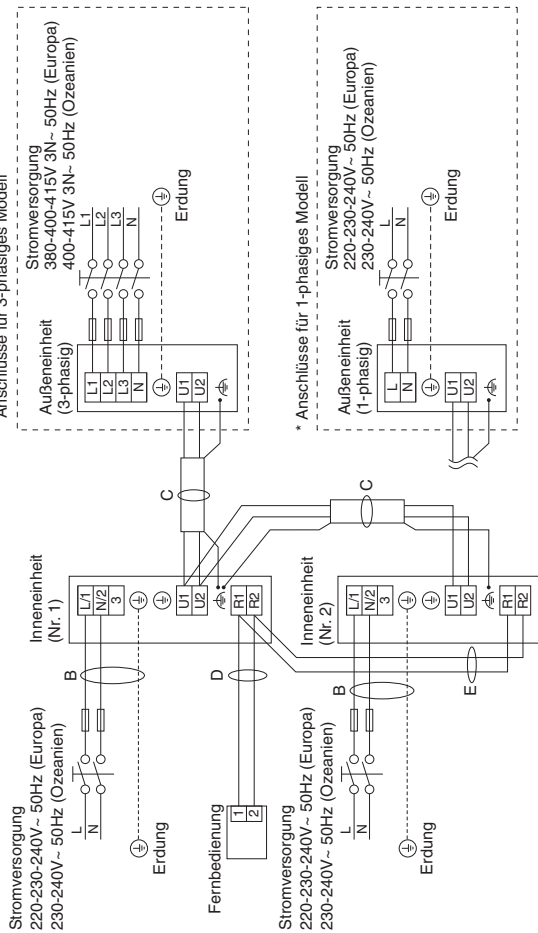 Anschlüsse für 3-phasiges Modell
Stromversorgung
220-230-240V~ 50Hz (Europa)
230-240V~ 50Hz (Ozeanien)
L
N
Erdung
B
Inneneinheit
(Nr. 1)
L/1
N/2
3
U1
U2
R1
R2
Fernbedienung
1
2
D
C
Außeneinheit
(3-phasig)
L1
L2
L3
N
U1
U2
Stromversorgung
380-400-415V 3N~ 50Hz (Europa)
400-415V 3N~ 50Hz (Ozeanien)
L1
L2
L3
N
Erdung
Stromversorgung
220-230-240V~ 50Hz (Europa)
230-240V~ 50Hz (Ozeanien)
L
N
Erdung
B
E
Inneneinheit
(Nr. 2)
L/1
N/2
3
U1
U2
R1
R2
C
* Anschlüsse für 1-phasiges Modell
Außeneinheit
(1-phasig)
L
N
U1
U2
Stromversorgung
220-230-240V~ 50Hz (Europa)
230-240V~ 50Hz (Ozeanien)
L
N
Erdung